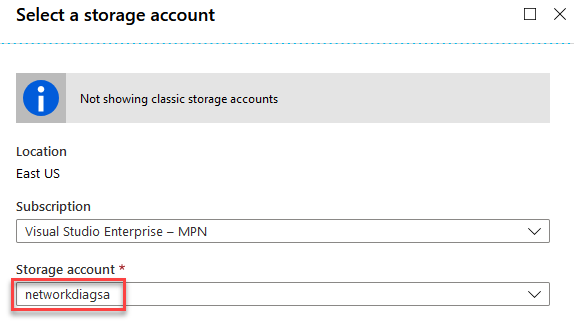 Select a storage account
Not showing classic storage accounts
Location
East US
Subscription
Visual Studio Enterprise – MPN
Storage account *
networkdiagsa